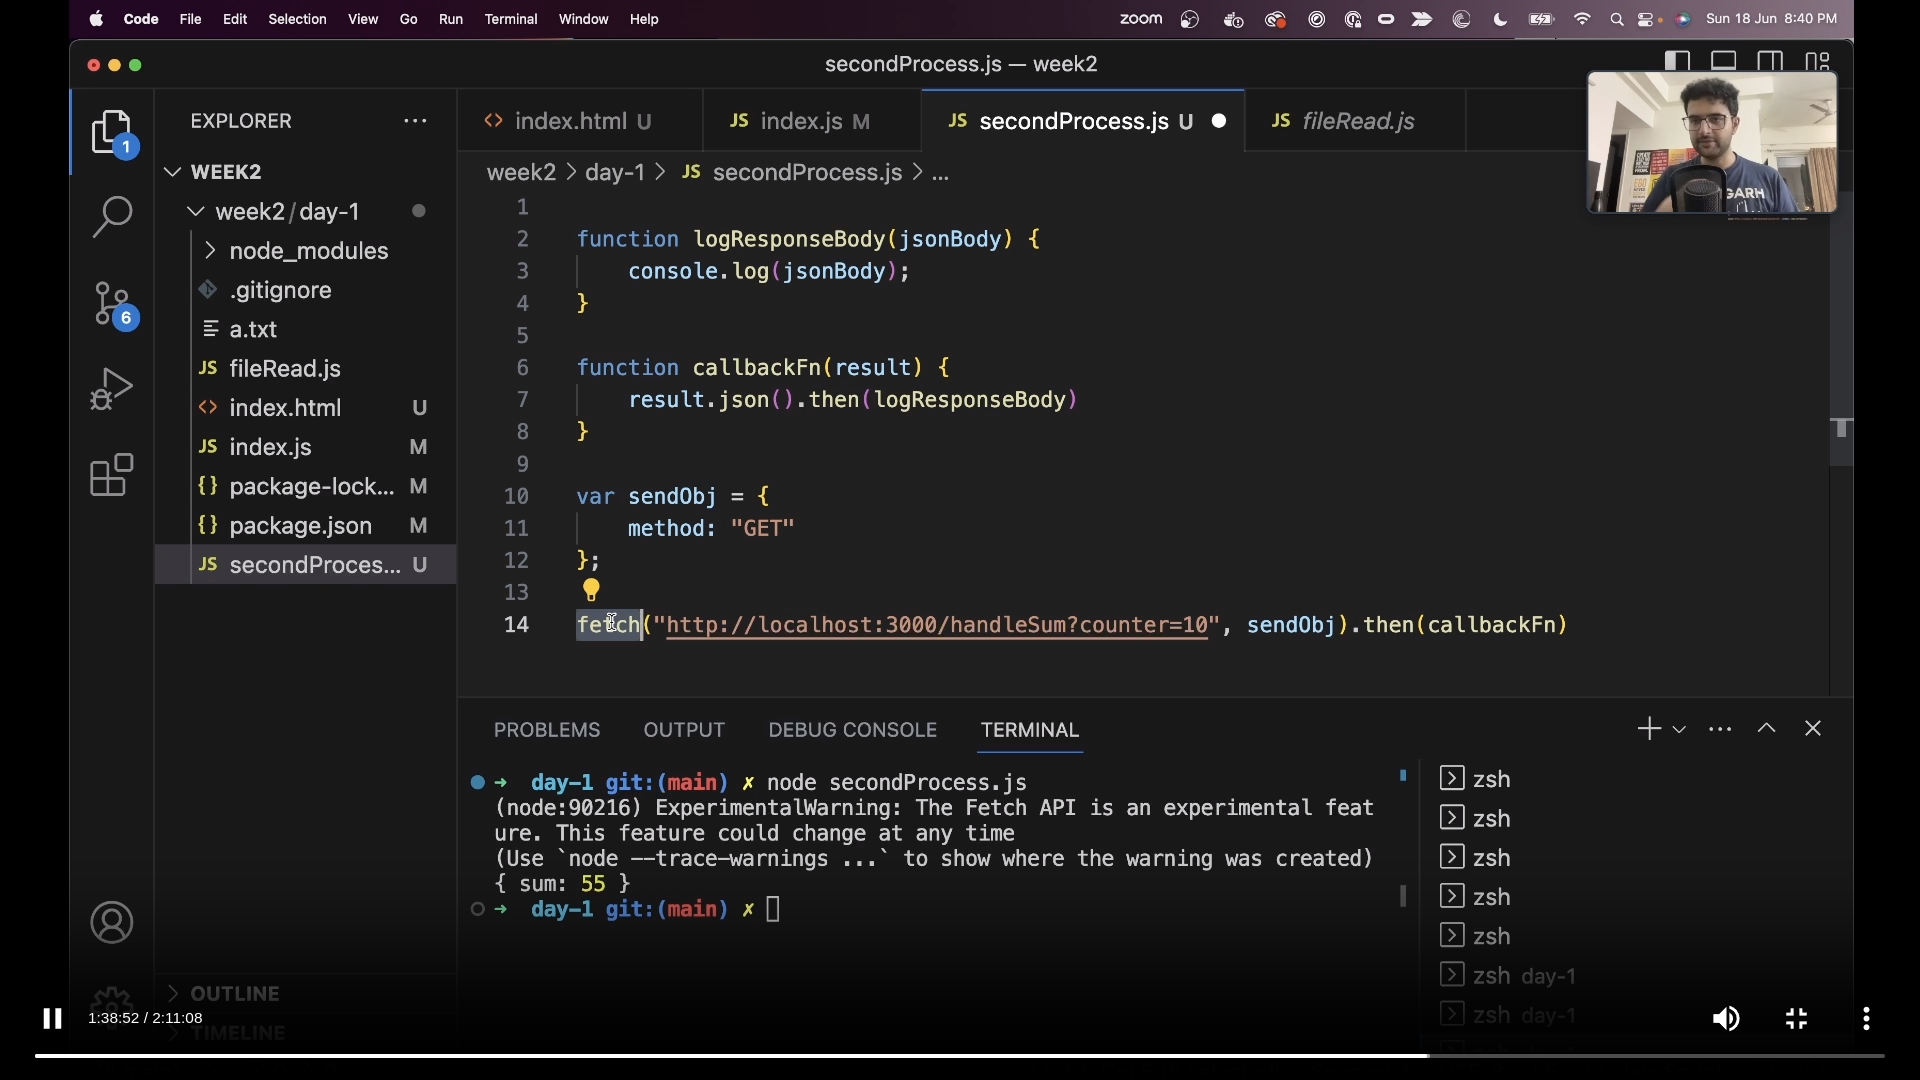 Code File Edit Selection View Go Run Terminal Window Help zoom Sun 18 Jun 8:40 PM
secondProcess.js — week2
EXPLORER
1
WEEK2
week2/day-1
node_modules
.gitignore
6
a.txt
fileRead.js
index.html U
index.js M
package-lock... M
package.json M
secondProces... U
OUTLINE
TIMELINE
index.html U JS index.js M JS secondProcess.js U JS fileRead.js
week2 > day-1 > JS secondProcess.js > ...
1
2 function logResponseBody(jsonBody) {
3 console.log(jsonBody);
4 }
5
6 function callbackFn(result) {
7 result.json().then(logResponseBody)
8 }
9
10 var sendObj = {
11 method: "GET"
12 };
13
14 fetch("http://localhost:3000/handleSum?counter=10", sendObj).then(callbackFn)
GARH
PROBLEMS OUTPUT DEBUG CONSOLE TERMINAL
➜ day-1 git:(main) ✗ node secondProcess.js
(node:90216) ExperimentalWarning: The Fetch API is an experimental feat
ure. This feature could change at any time
(Use `node --trace-warnings ...` to show where the warning was created)
{ sum: 55 }
➜ day-1 git:(main) ✗
zsh
zsh
zsh
zsh
zsh
zsh day-1
zsh day-1
1:38:52 / 2:11:08